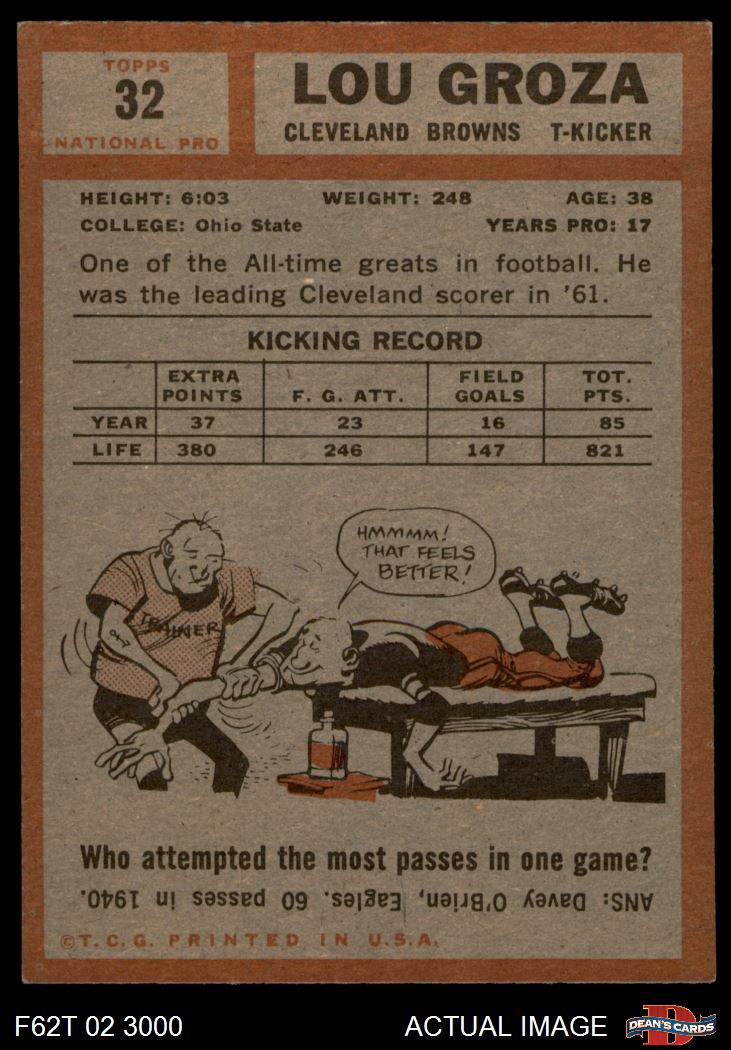 TOPPS
32
NATIONAL PRO
LOU GROZA
CLEVELAND BROWNS T-KICKER
HEIGHT: 6:03 WEIGHT: 248 AGE: 38
COLLEGE: Ohio State YEARS PRO: 17
One of the All-time greats in football. He
was the leading Cleveland scorer in '61.
KICKING RECORD
EXTRA POINTS F. G. ATT. FIELD GOALS TOT. PTS.
YEAR 37 23 16 85
LIFE 380 246 147 821
HMMMMM!
THAT FEELS
BETTER!
TRAINER
Who attempted the most passes in one game?
ANS: Davey O'Brien, Eagles. 60 passes in 1940.
©T.C.G. PRINTED IN U.S.A.
F62T 02 3000
ACTUAL IMAGE
D
DEAN'S CARDS